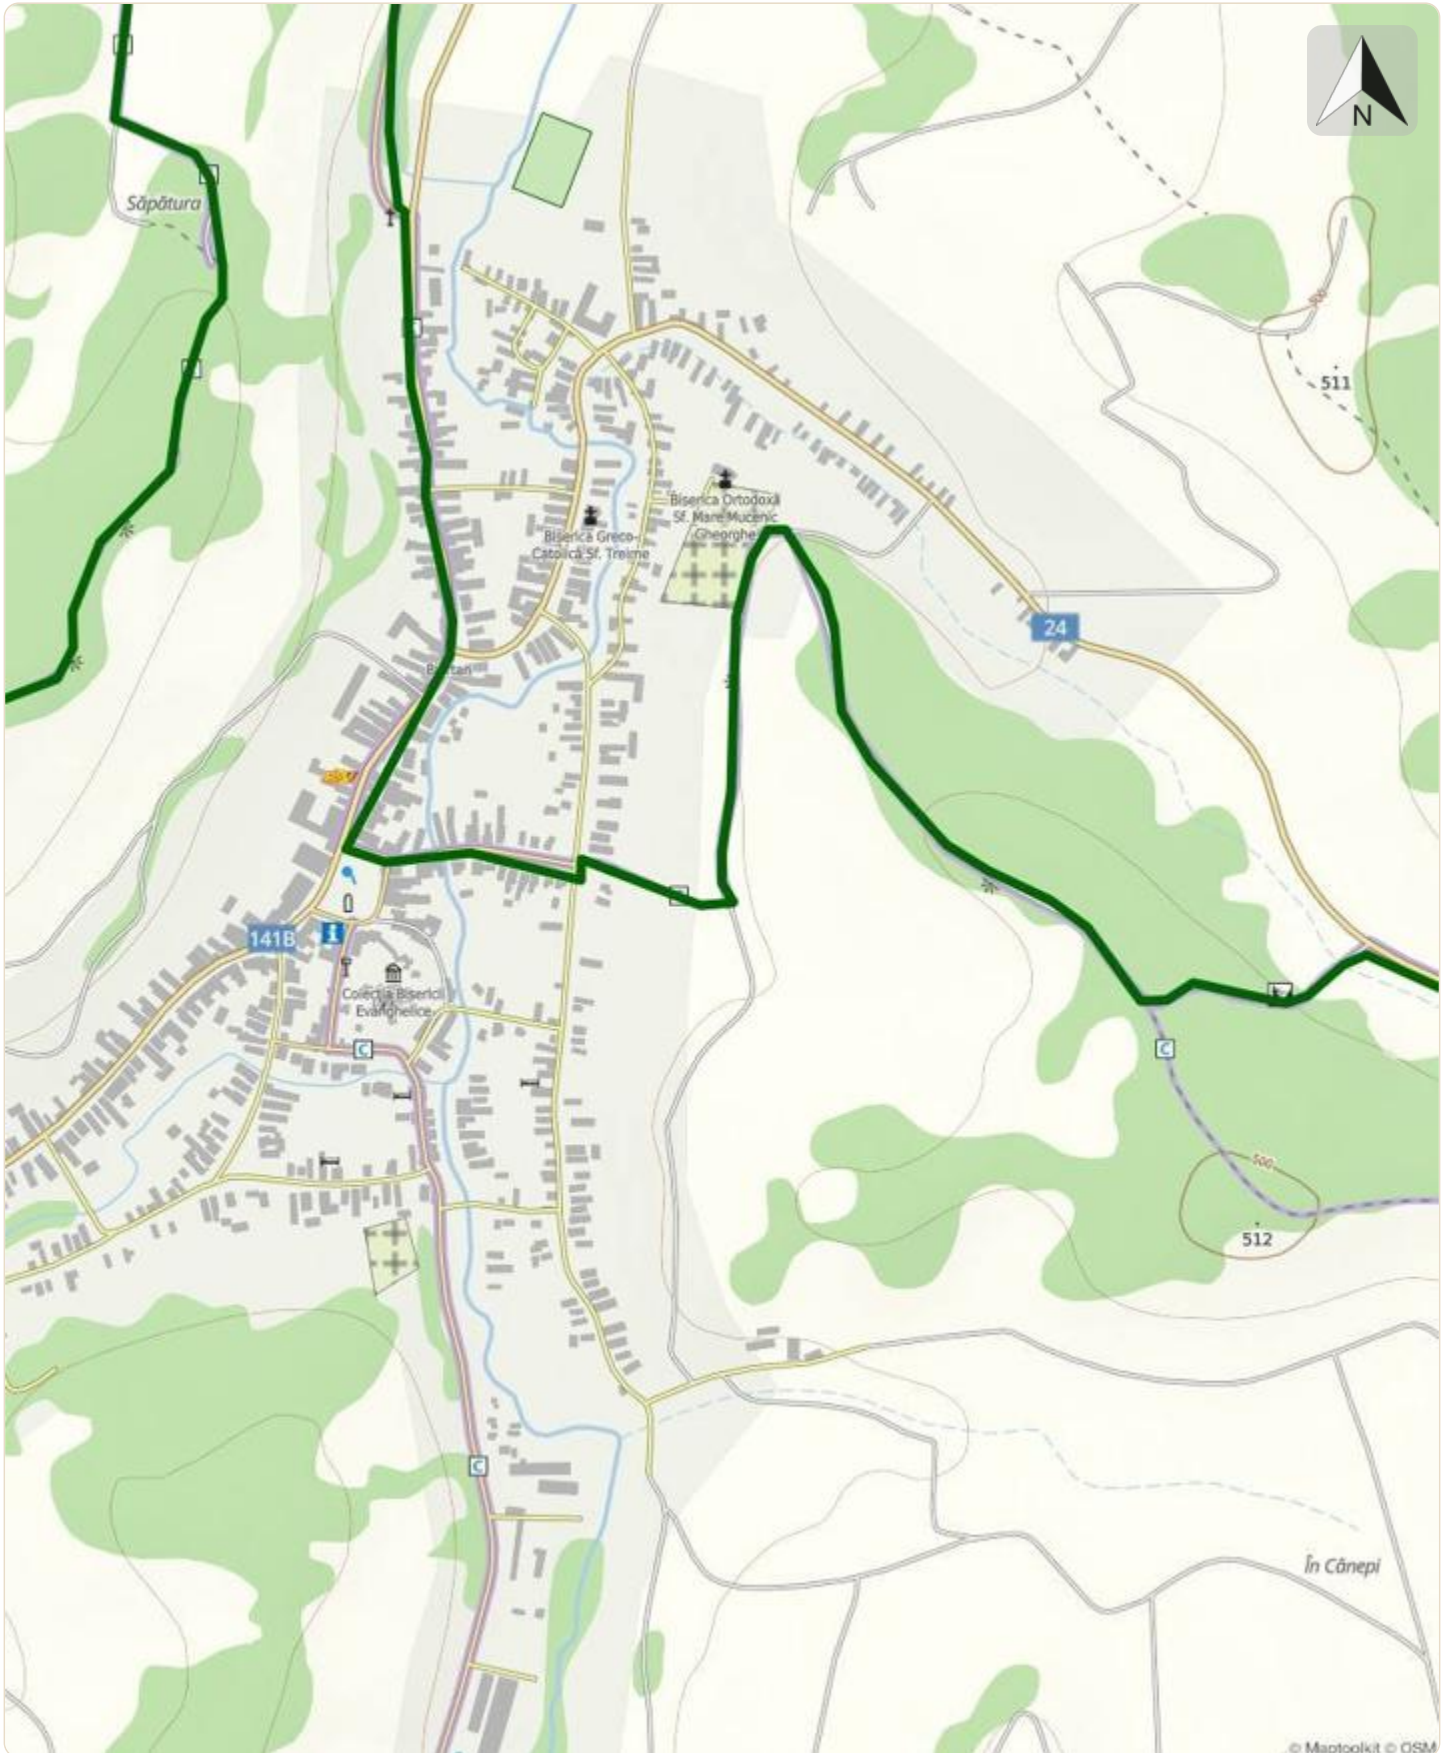 N
Săpătura
500
511
Biserica Ortodoxă
Sf. Mare Mucenic
Gheorghe
Biserica Greco-
Catolică Sf. Treime
24
141B
i
Colecția Bisericii
Evanghelice
C
C
500
512
C
În Cânepi
© Maptoolkit © OSM